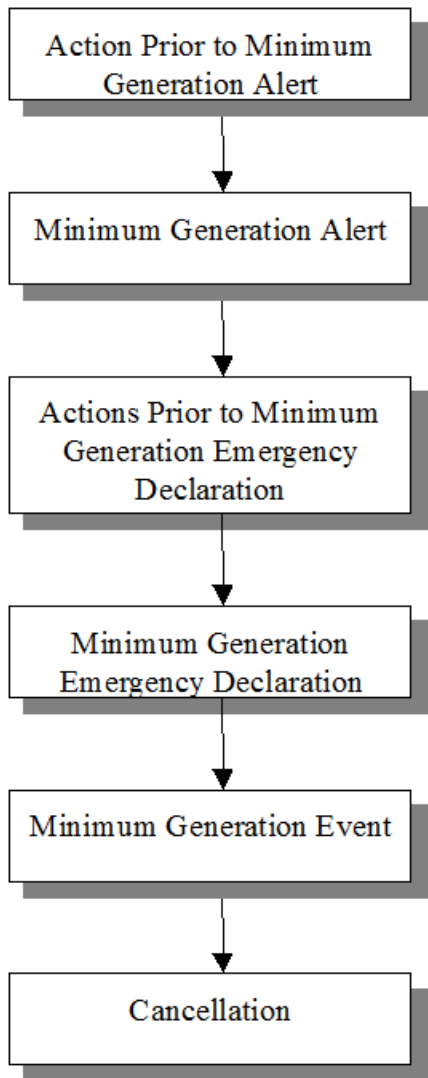 Action Prior to Minimum
Generation Alert
Minimum Generation Alert
Actions Prior to Minimum
Generation Emergency
Declaration
Minimum Generation
Emergency Declaration
Minimum Generation Event
Cancellation